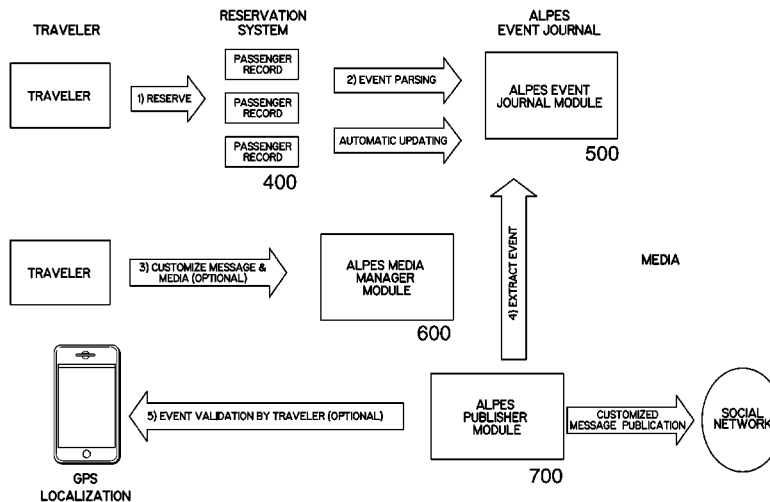 TRAVELER
RESERVATION
SYSTEM
ALPES
EVENT JOURNAL
TRAVELER
1) RESERVE
PASSENGER
RECORD
PASSENGER
RECORD
PASSENGER
RECORD
400
2) EVENT PARSING
AUTOMATIC UPDATING
ALPES EVENT
JOURNAL MODULE
500
TRAVELER
3) CUSTOMIZE MESSAGE &
MEDIA (OPTIONAL)
ALPES MEDIA
MANAGER
MODULE
600
4) EXTRACT EVENT
MEDIA
GPS
LOCALIZATION
5) EVENT VALIDATION BY TRAVELER (OPTIONAL)
ALPES
PUBLISHER
MODULE
700
CUSTOMIZED
MESSAGE PUBLICATION
SOCIAL
NETWORK